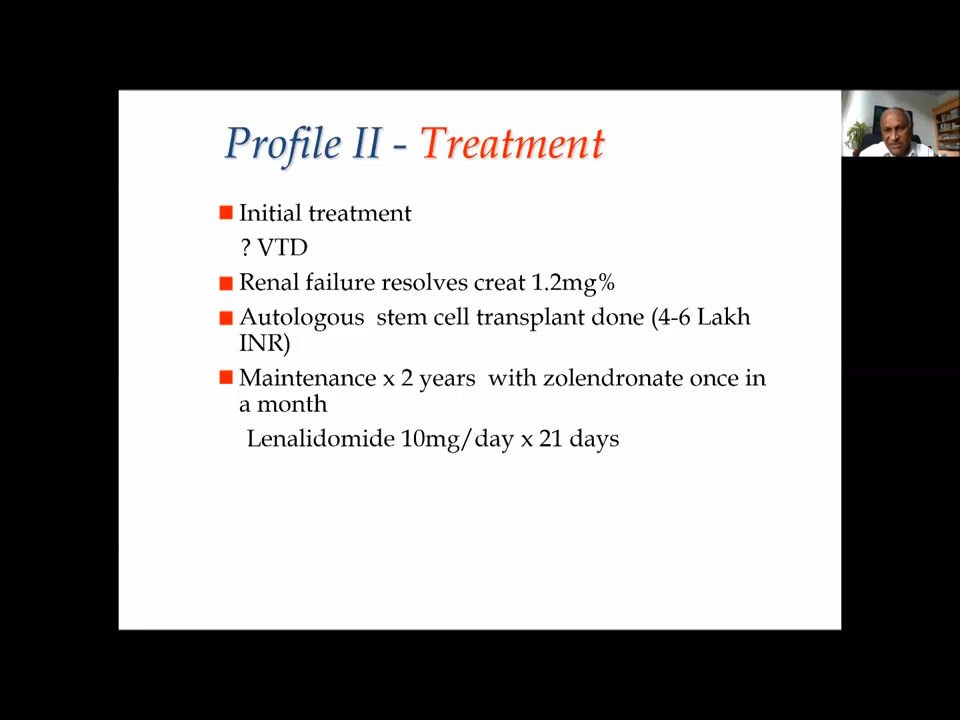 Profile II - Treatment
Initial treatment
? VTD
Renal failure resolves creat 1.2mg%
Autologous stem cell transplant done (4-6 Lakh
INR)
Maintenance x 2 years with zolendronate once in
a month
Lenalidomide 10mg/day x 21 days